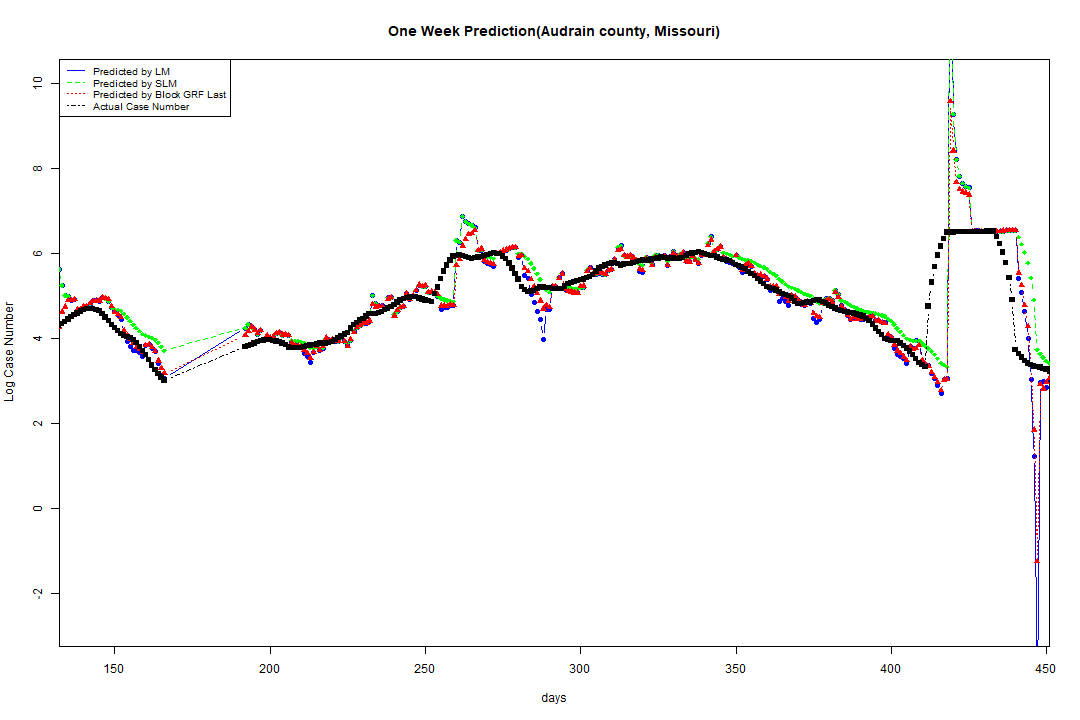 One Week Prediction(Audrain county, Missouri)
Predicted by LM
Predicted by SLM
Predicted by Block GRF Last
Actual Case Number
Log Case Number
10
8
6
4
2
0
-2
150 200 250 300 350 400 450
days